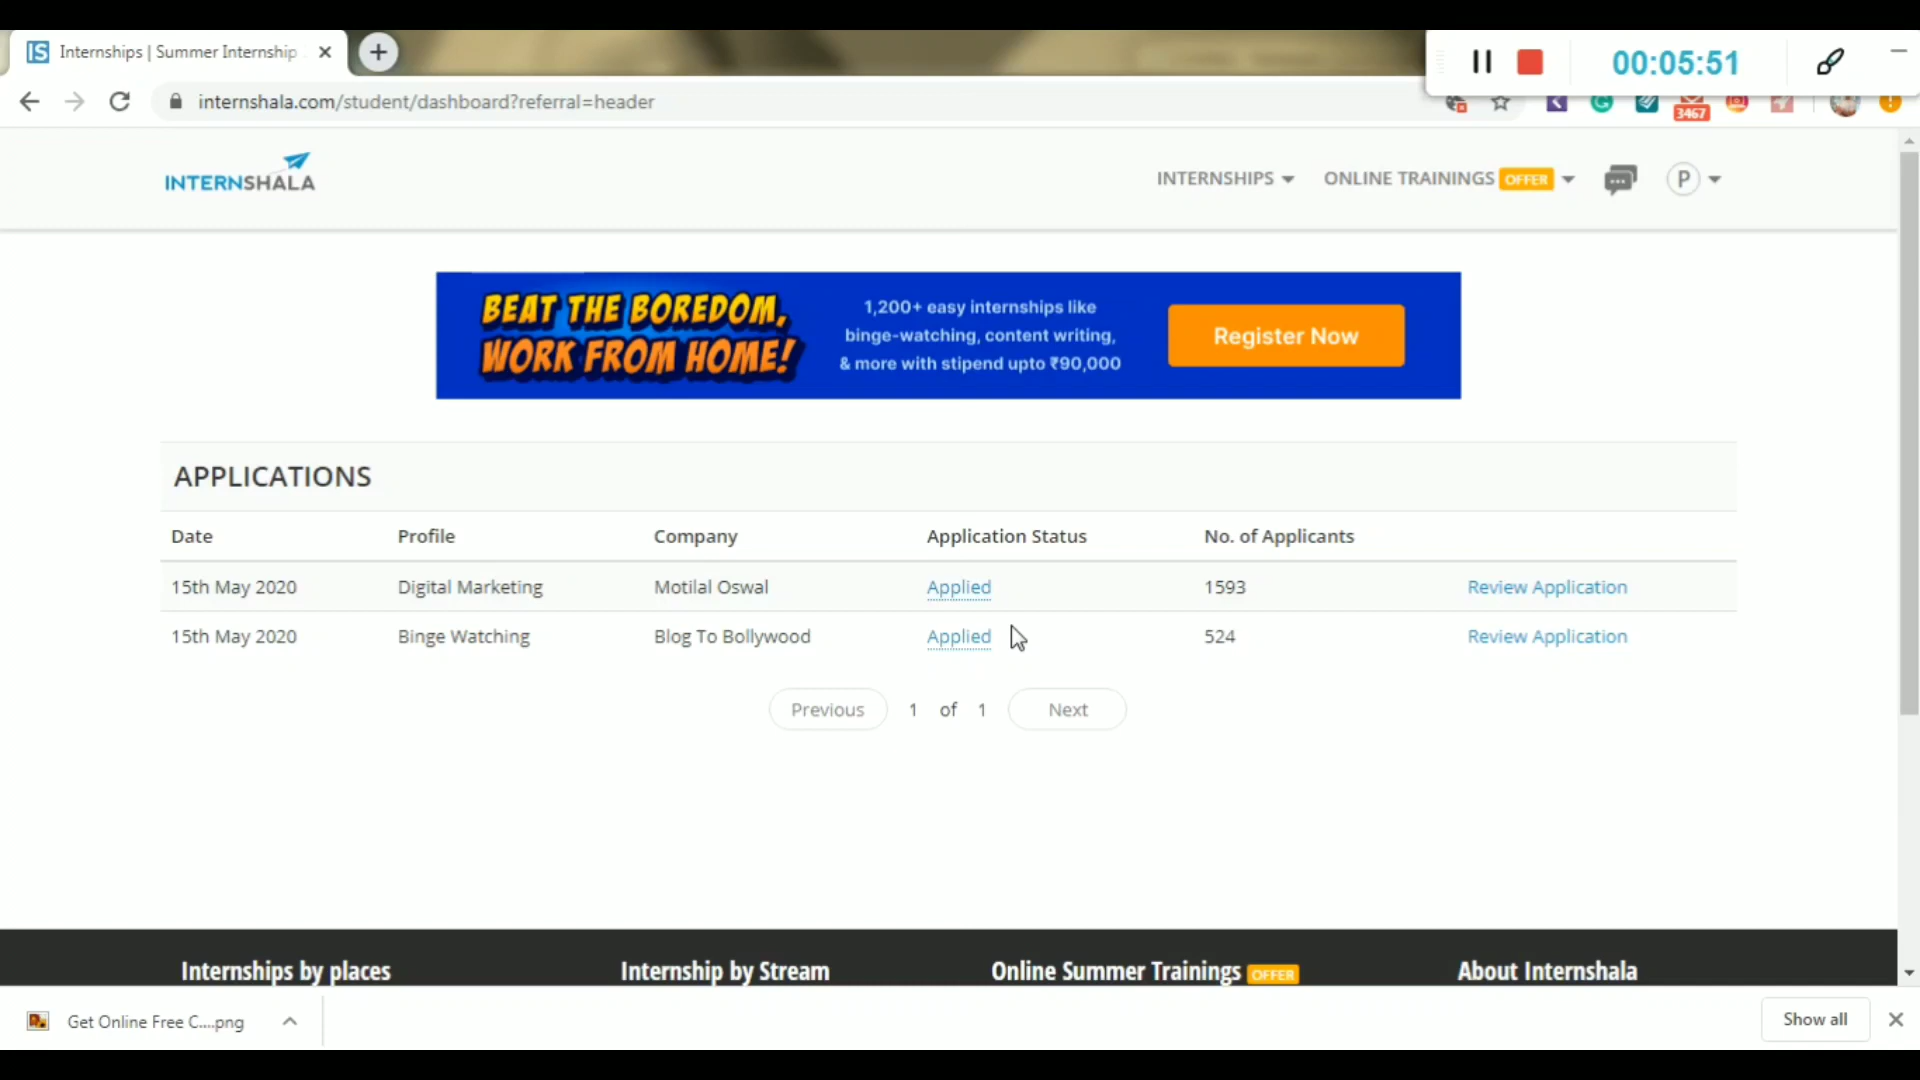 Internships | Summer Internship
00:05:51
internshala.com/student/dashboard?referral=header
3467
INTERNSHALA
INTERNSHIPS
ONLINE TRAININGS OFFER
P
BEAT THE BOREDOM,
WORK FROM HOME!
1,200+ easy internships like
binge-watching, content writing,
& more with stipend upto ₹90,000
Register Now
APPLICATIONS
Date Profile Company Application Status No. of Applicants
15th May 2020 Digital Marketing Motilal Oswal Applied 1593 Review Application
15th May 2020 Binge Watching Blog To Bollywood Applied 524 Review Application
Previous 1 of 1 Next
Internships by places Internship by Stream Online Summer Trainings OFFER About Internshala
Get Online Free C....png
Show all